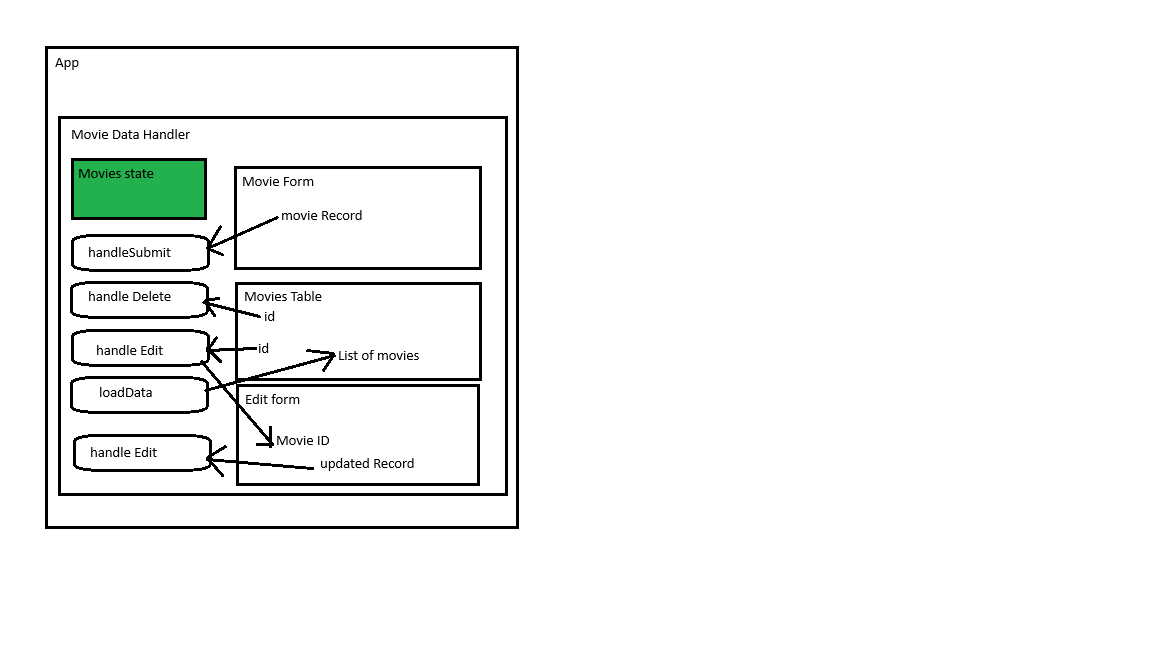 App
Movie Data Handler
Movies state
Movie Form
movie Record
handleSubmit
handle Delete
Movies Table
id
handle Edit
id
List of movies
loadData
Edit form
Movie ID
handle Edit
updated Record